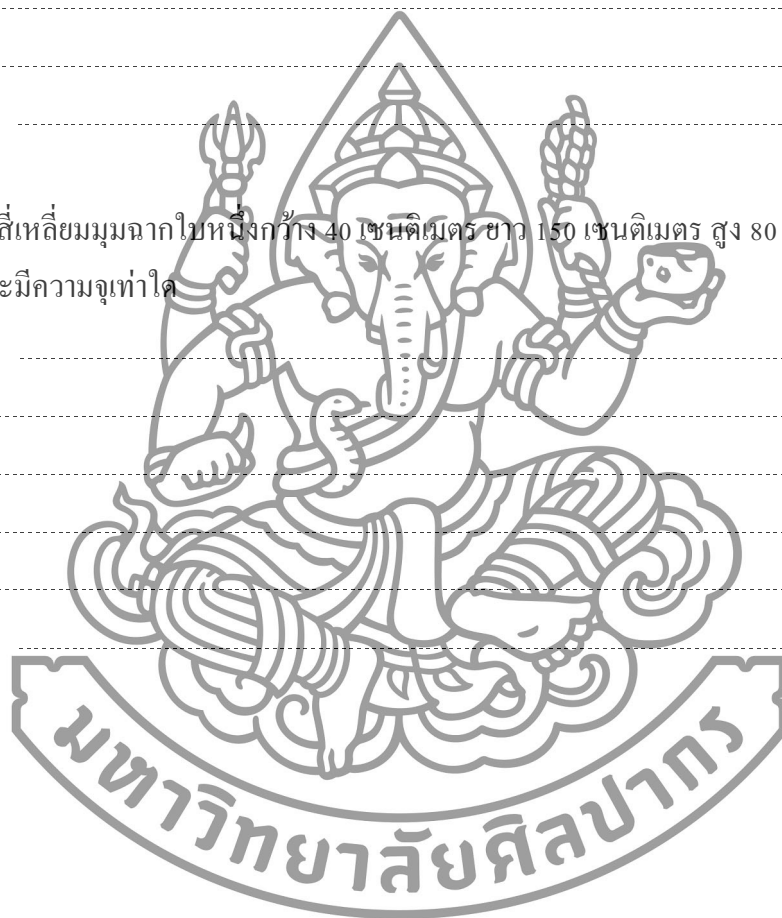 สี่เหลี่ยมมุมฉากใบหนึ่งกว้าง 40 เซนติเมตร ยาว 150 เซนติเมตร สูง 80
ะมีความจุเท่าใด
มหาวิทยาลัยศิลปากร